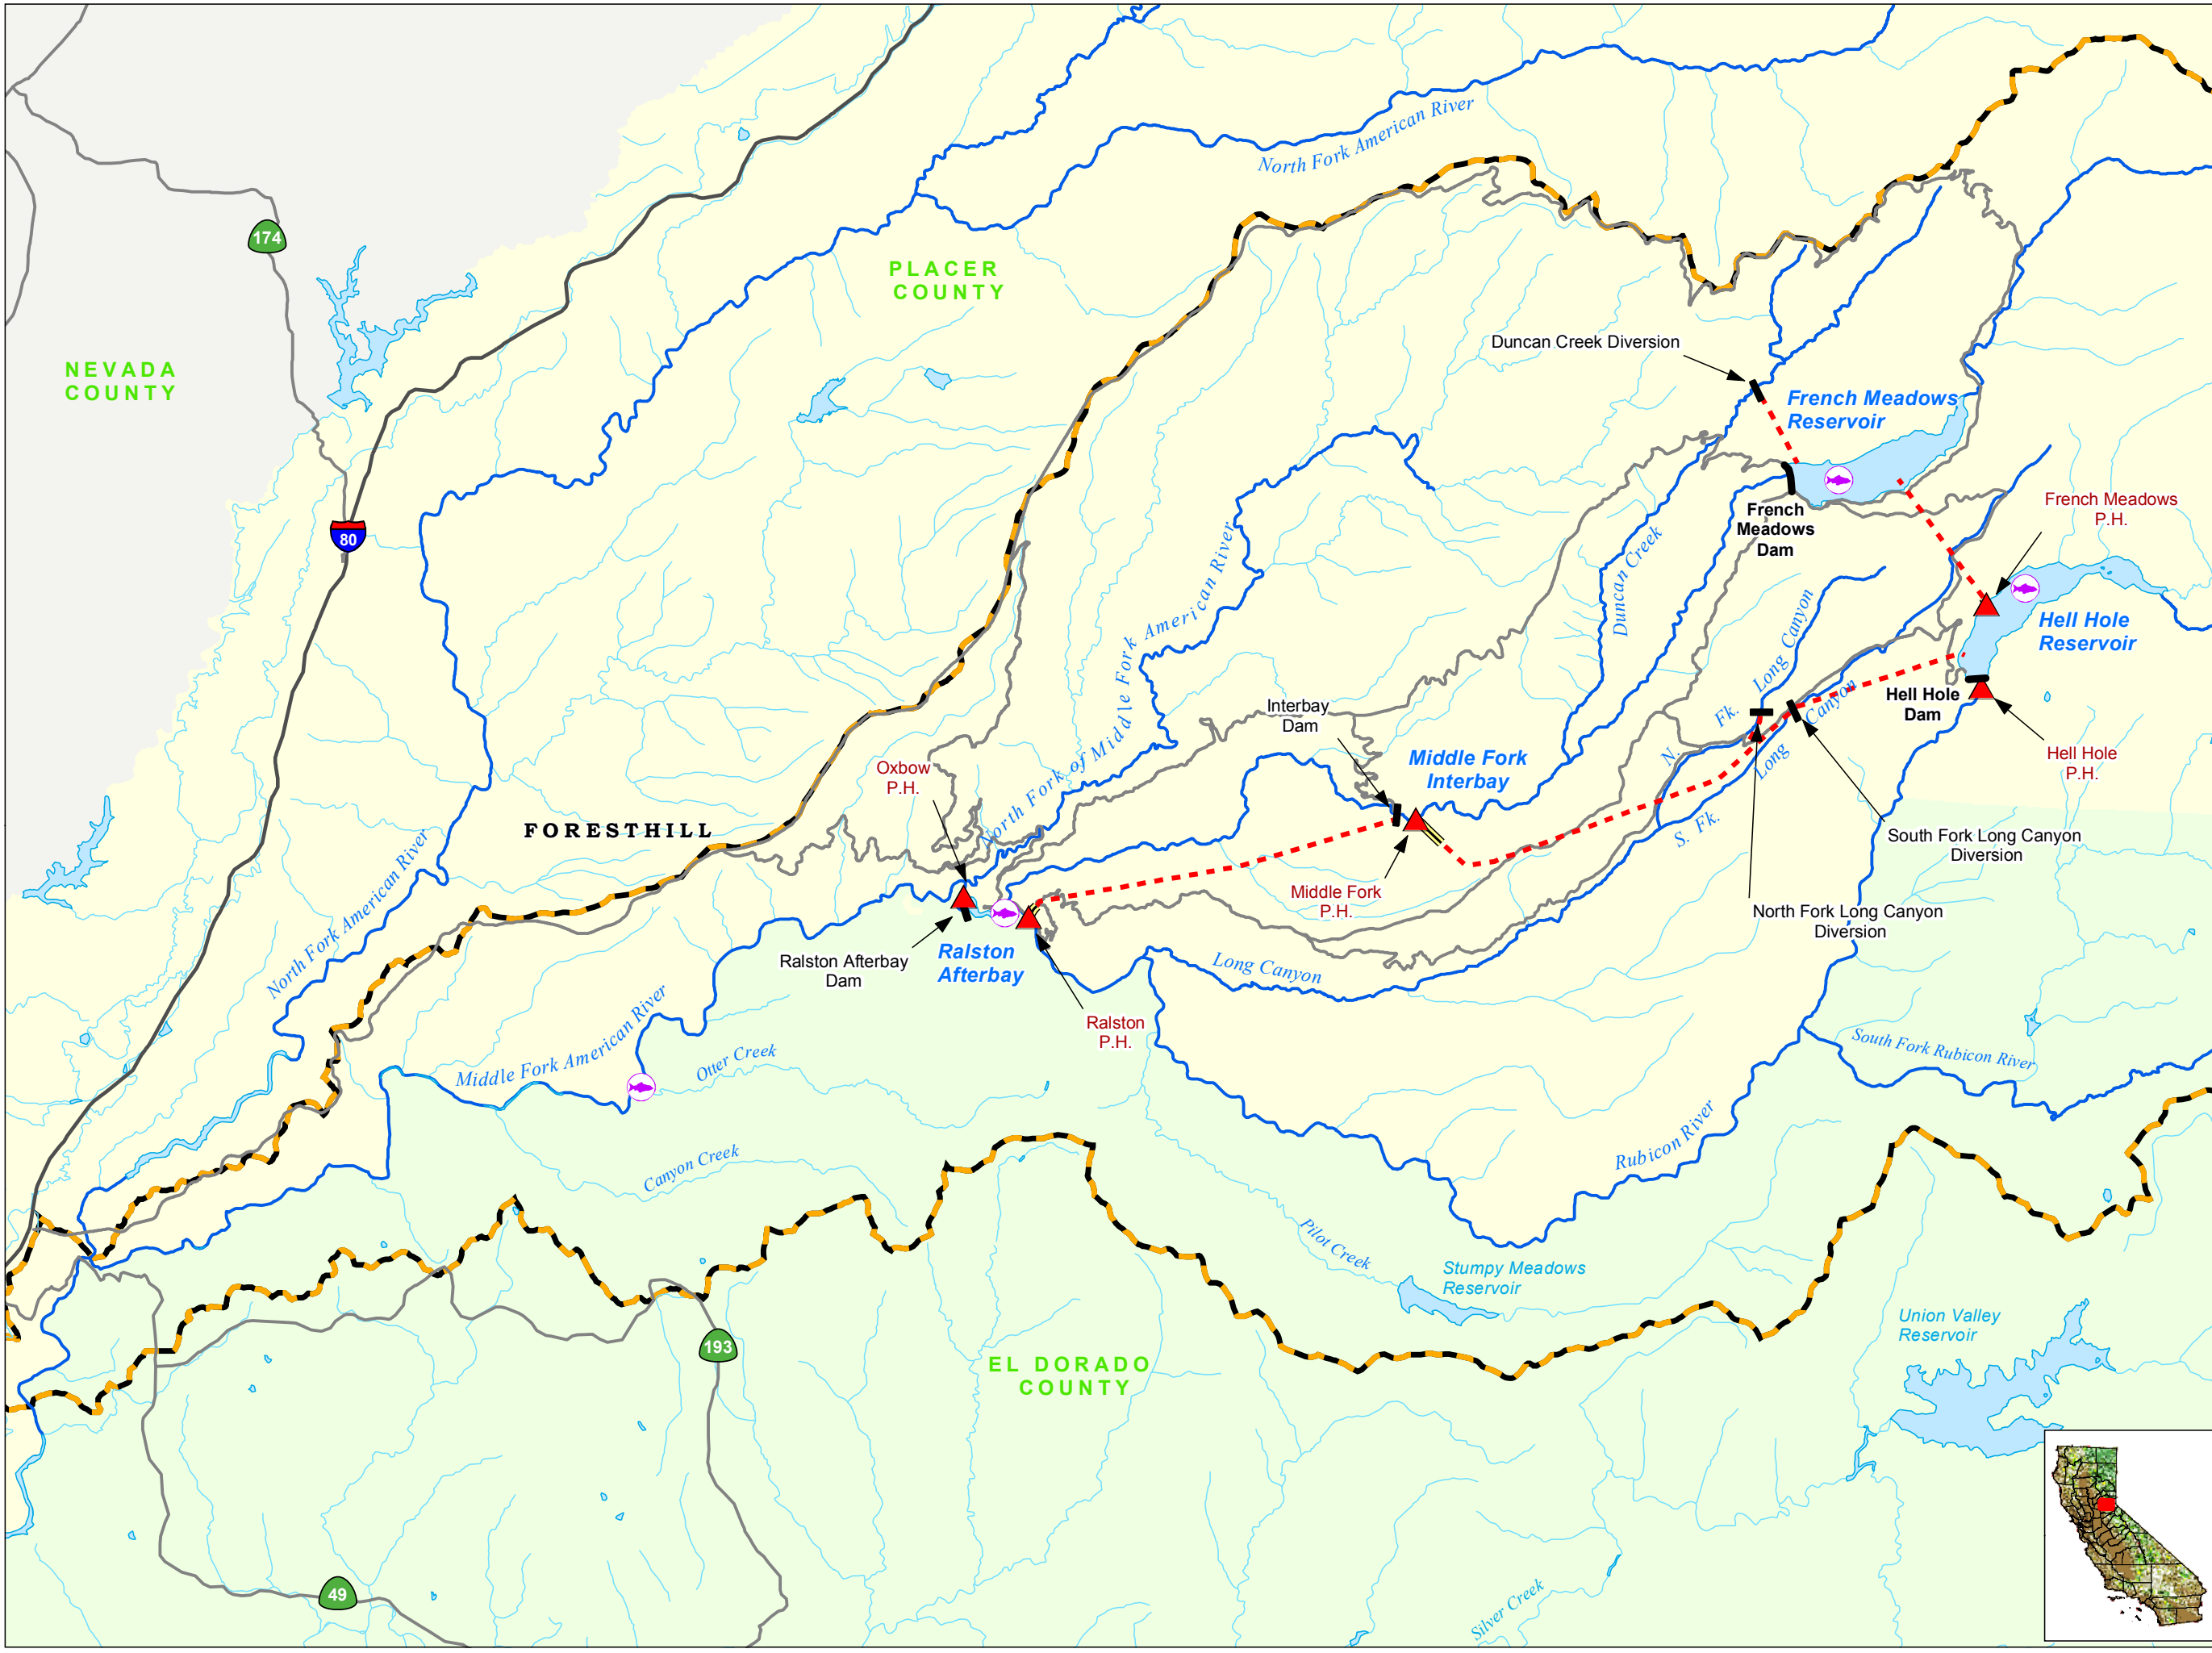 North Fork American River
174
PLACER
COUNTY
NEVADA
COUNTY
Duncan Creek Diversion
French Meadows
Reservoir
80
French
Meadows
Dam
French Meadows
P.H.
North Fork of Middle Fork American River
Duncan Creek
Hell Hole
Reservoir
N. Fk. Long Canyon
S. Fk. Long Canyon
Hell Hole
Dam
Interbay
Dam
Middle Fork
Interbay
Hell Hole
P.H.
Oxbow
P.H.
FORESTHILL
South Fork Long Canyon
Diversion
Middle Fork
P.H.
North Fork Long Canyon
Diversion
North Fork American River
Ralston Afterbay
Dam
Ralston
Afterbay
Long Canyon
Ralston
P.H.
Middle Fork American River
Otter Creek
South Fork Rubicon River
Canyon Creek
Rubicon River
Pilot Creek
Stumpy Meadows
Reservoir
Union Valley
Reservoir
193
EL DORADO
COUNTY
49
Silver Creek